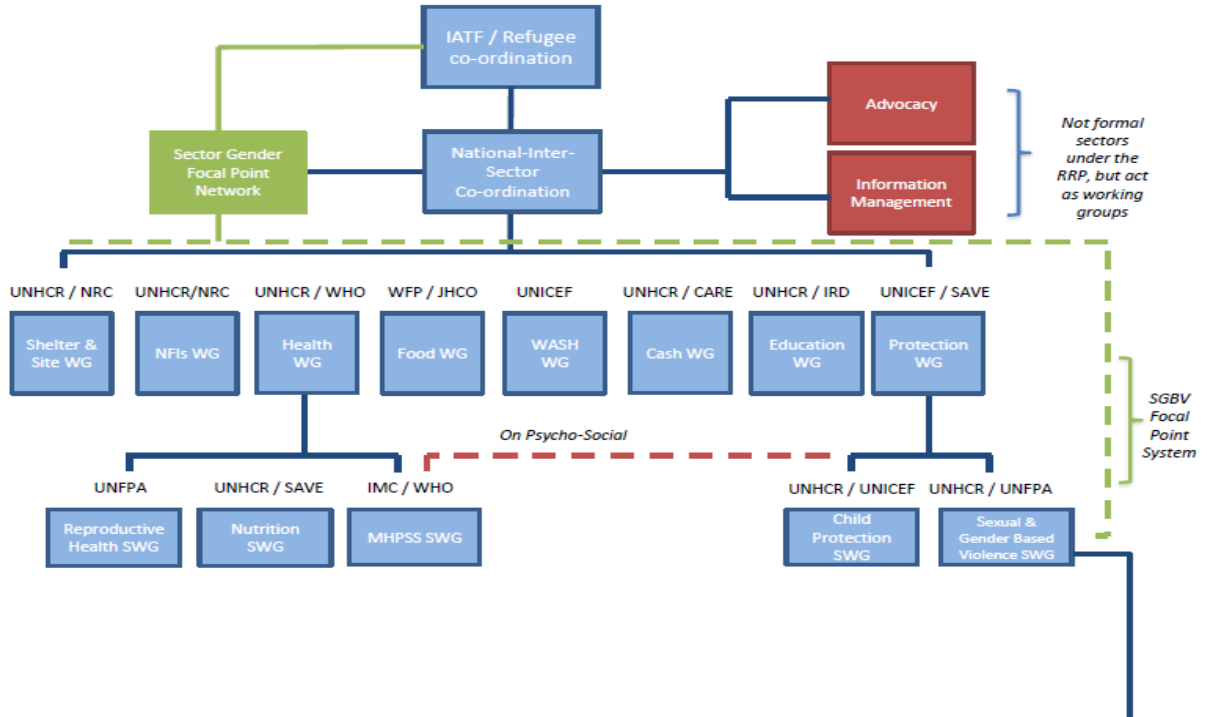 IATF / Refugee
co-ordination
Advocacy
Not formal
sectors
under the
RRP, but act
as working
groups
Sector Gender
Focal Point
Network
National-Inter-
Sector
Co-ordination
Information
Management
UNHCR / NRC
UNHCR/NRC
UNHCR / WHO
WFP / JHCO
UNICEF
UNHCR / CARE
UNHCR / IRD
UNICEF / SAVE
Shelter &
Site WG
NFIs WG
Health
WG
Food WG
WASH
WG
Cash WG
Education
WG
Protection
WG
SGBV
Focal
Point
System
On Psycho-Social
UNFPA
UNHCR / SAVE
IMC / WHO
UNHCR / UNICEF
UNHCR / UNFPA
Reproductive
Health SWG
Nutrition
SWG
MHPSS SWG
Child
Protection
SWG
Sexual &
Gender Based
Violence SWG